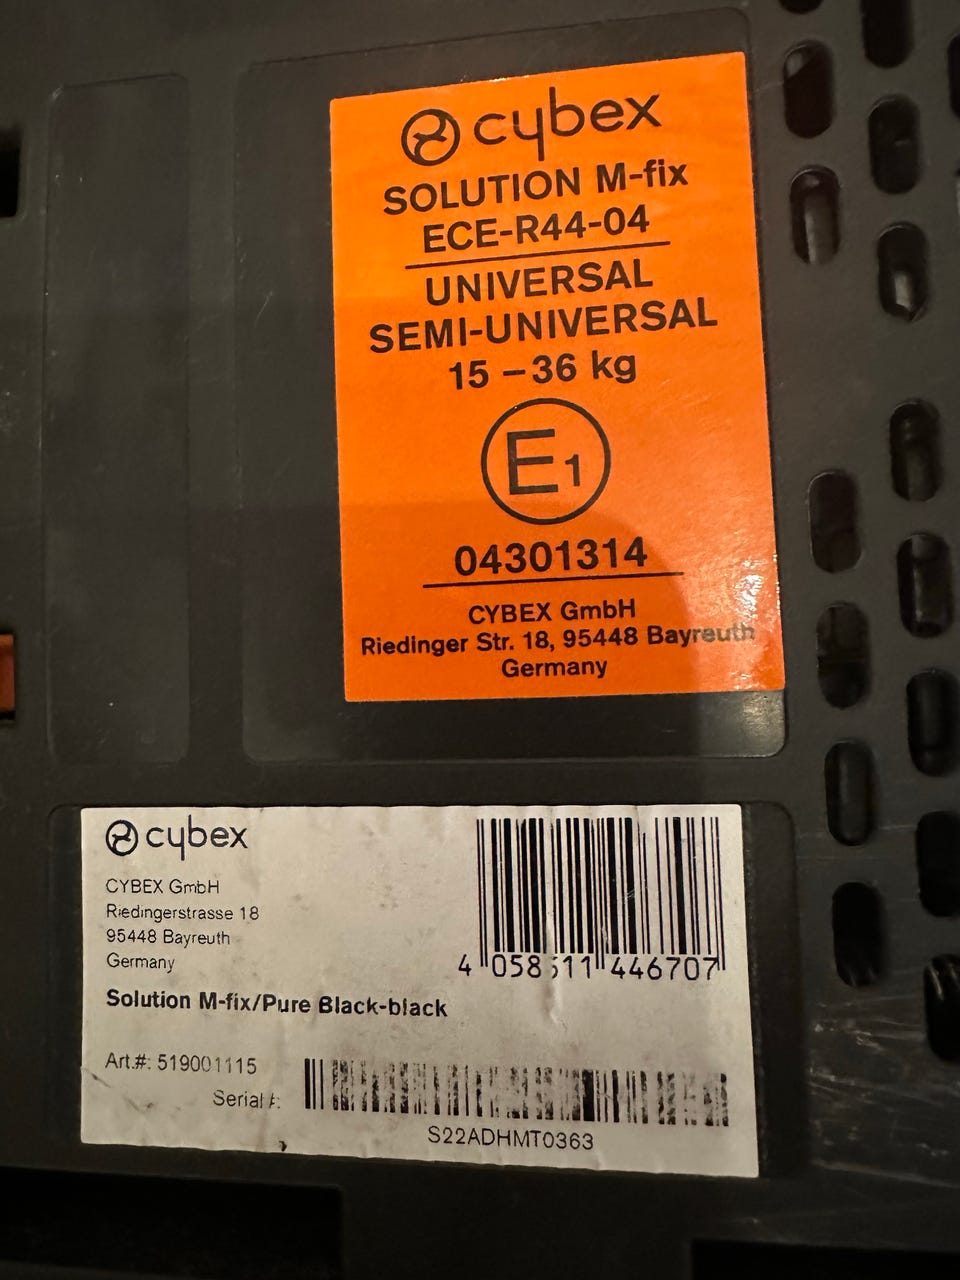 cybex
SOLUTION M-fix
ECE-R44-04
UNIVERSAL
SEMI-UNIVERSAL
15 – 36 kg
E1
04301314
CYBEX GmbH
Riedinger Str. 18, 95448 Bayreuth
Germany
cybex
CYBEX GmbH
Riedingerstrasse 18
95448 Bayreuth
Germany
4 058511 446707
Solution M-fix/Pure Black-black
Art.#: 519001115
Serial #:
S22ADHMT0363